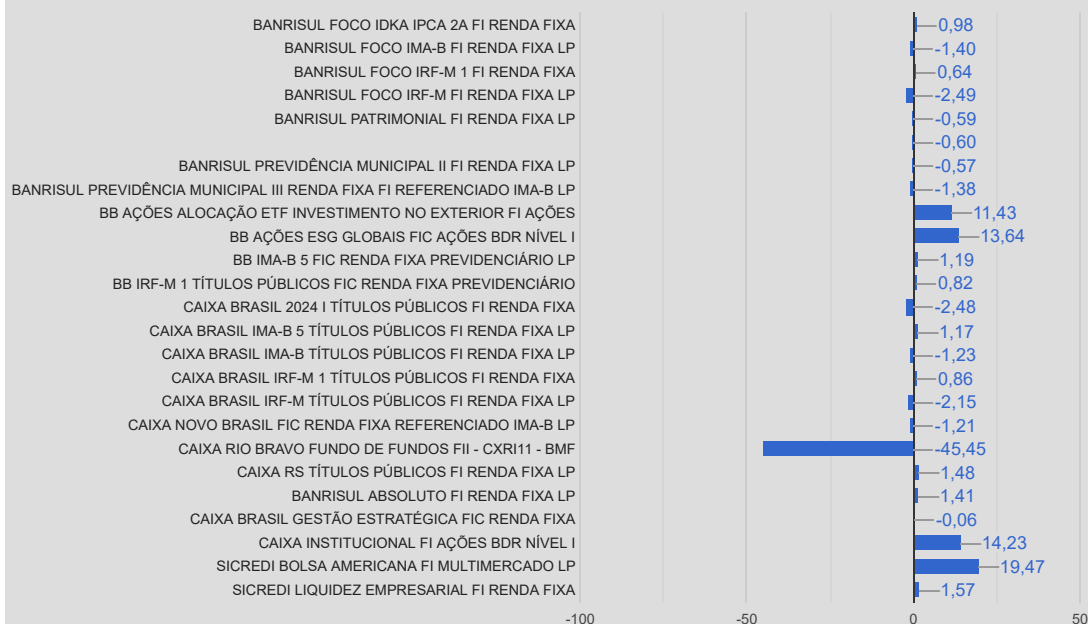 BANRISUL FOCO IDKA IPCA 2A FI RENDA FIXA 0,98
BANRISUL FOCO IMA-B FI RENDA FIXA LP -1,40
BANRISUL FOCO IRF-M 1 FI RENDA FIXA 0,64
BANRISUL FOCO IRF-M FI RENDA FIXA LP -2,49
BANRISUL PATRIMONIAL FI RENDA FIXA LP -0,59
-0,60
BANRISUL PREVIDÊNCIA MUNICIPAL II FI RENDA FIXA LP -0,57
BANRISUL PREVIDÊNCIA MUNICIPAL III RENDA FIXA FI REFERENCIADO IMA-B LP -1,38
BB AÇÕES ALOCAÇÃO ETF INVESTIMENTO NO EXTERIOR FI AÇÕES 11,43
BB AÇÕES ESG GLOBAIS FIC AÇÕES BDR NÍVEL I 13,64
BB IMA-B 5 FIC RENDA FIXA PREVIDENCIÁRIO LP 1,19
BB IRF-M 1 TÍTULOS PÚBLICOS FIC RENDA FIXA PREVIDENCIÁRIO 0,82
CAIXA BRASIL 2024 I TÍTULOS PÚBLICOS FI RENDA FIXA -2,48
CAIXA BRASIL IMA-B 5 TÍTULOS PÚBLICOS FI RENDA FIXA LP 1,17
CAIXA BRASIL IMA-B TÍTULOS PÚBLICOS FI RENDA FIXA LP -1,23
CAIXA BRASIL IRF-M 1 TÍTULOS PÚBLICOS FI RENDA FIXA 0,86
CAIXA BRASIL IRF-M TÍTULOS PÚBLICOS FI RENDA FIXA LP -2,15
CAIXA NOVO BRASIL FIC RENDA FIXA REFERENCIADO IMA-B LP -1,21
CAIXA RIO BRAVO FUNDO DE FUNDOS FII - CXRI11 - BMF -45,45
CAIXA RS TÍTULOS PÚBLICOS FI RENDA FIXA LP 1,48
BANRISUL ABSOLUTO FI RENDA FIXA LP 1,41
CAIXA BRASIL GESTÃO ESTRATÉGICA FIC RENDA FIXA -0,06
CAIXA INSTITUCIONAL FI AÇÕES BDR NÍVEL I 14,23
SICREDI BOLSA AMERICANA FI MULTIMERCADO LP 19,47
SICREDI LIQUIDEZ EMPRESARIAL FI RENDA FIXA 1,57
-100 -50 0 50